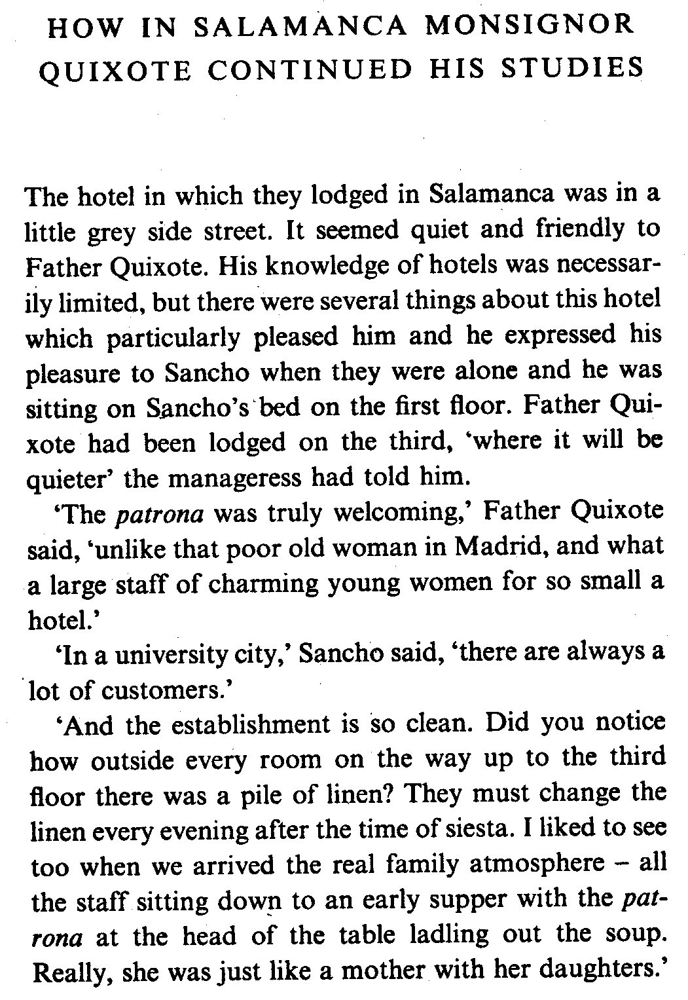 HOW IN SALAMANCA MONSIGNOR
QUIXOTE CONTINUED HIS STUDIES
The hotel in which they lodged in Salamanca was in a
little grey side street. It seemed quiet and friendly to
Father Quixote. His knowledge of hotels was necessar-
ily limited, but there were several things about this hotel
which particularly pleased him and he expressed his
pleasure to Sancho when they were alone and he was
sitting on Sancho’s bed on the first floor. Father Qui-
xote had been lodged on the third, ‘where it will be
quieter’ the manageress had told him.
‘The patrona was truly welcoming,’ Father Quixote
said, ‘unlike that poor old woman in Madrid, and what
a large staff of charming young women for so small a
hotel.’
‘In a university city,’ Sancho said, ‘there are always a
lot of customers.’
‘And the establishment is so clean. Did you notice
how outside every room on the way up to the third
floor there was a pile of linen? They must change the
linen every evening after the time of siesta. I liked to see
too when we arrived the real family atmosphere – all
the staff sitting down to an early supper with the pat-
rona at the head of the table ladling out the soup.
Really, she was just like a mother with her daughters.’